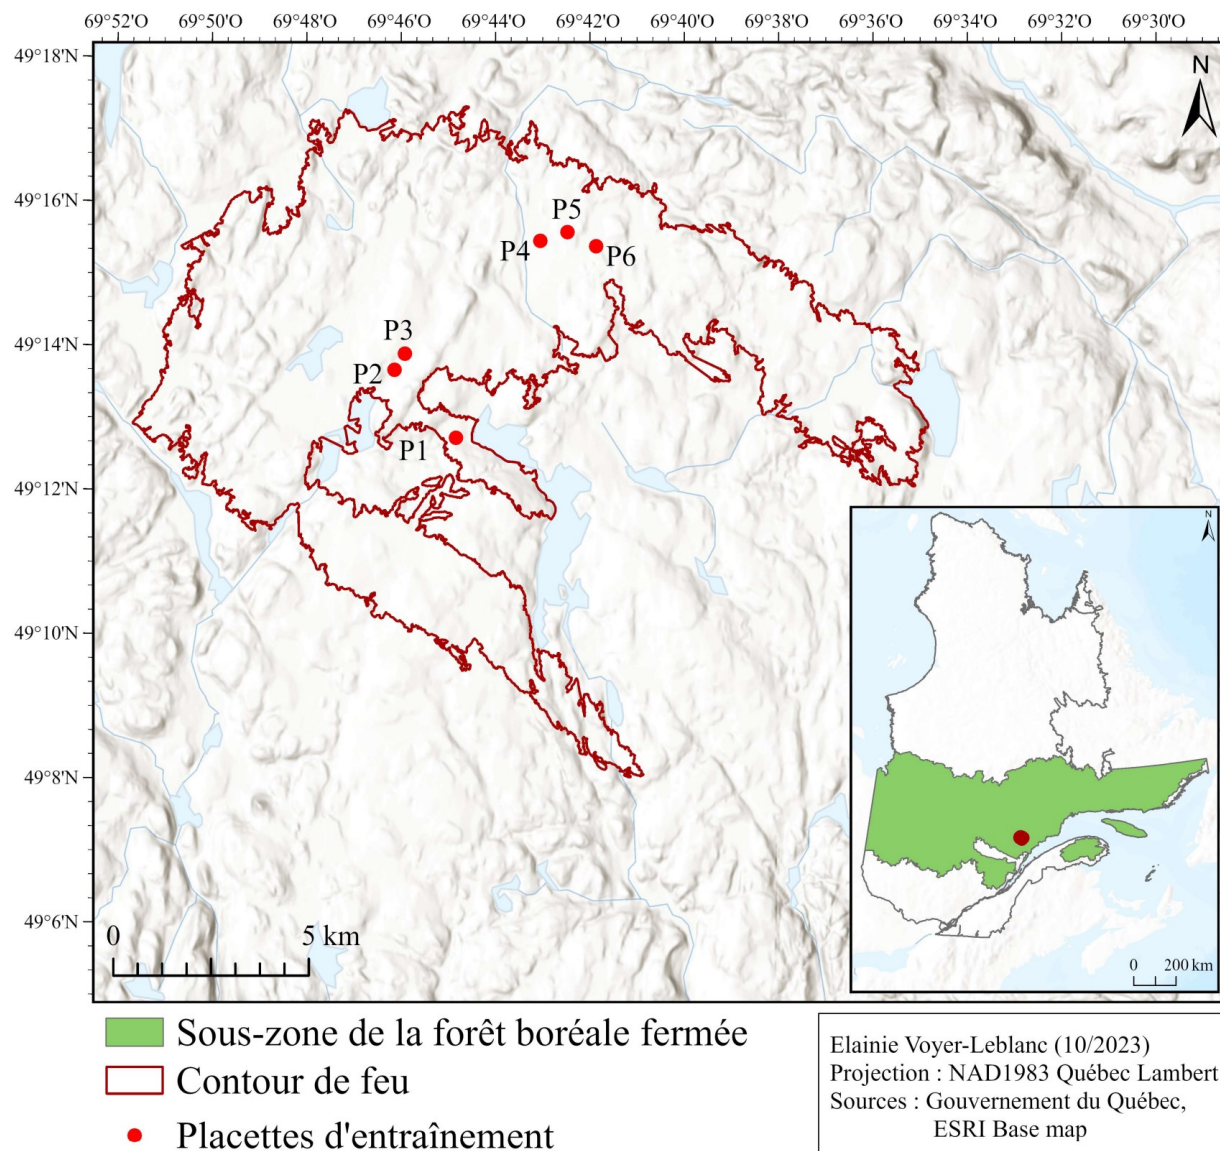 69°52'O 69°50'O 69°48'O 69°46'O 69°44'O 69°42'O 69°40'O 69°38'O 69°36'O 69°34'O 69°32'O 69°30'O
49°18'N
N
49°16'N
P5
P4
P6
49°14'N
P3
P2
P1
49°12'N
N
49°10'N
49°8'N
49°6'N
0 5 km
0 200 km
Sous-zone de la forêt boréale fermée
Contour de feu
Placettes d'entraînement
Elainie Voyer-Leblanc (10/2023)
Projection : NAD1983 Québec Lambert
Sources : Gouvernement du Québec,
ESRI Base map